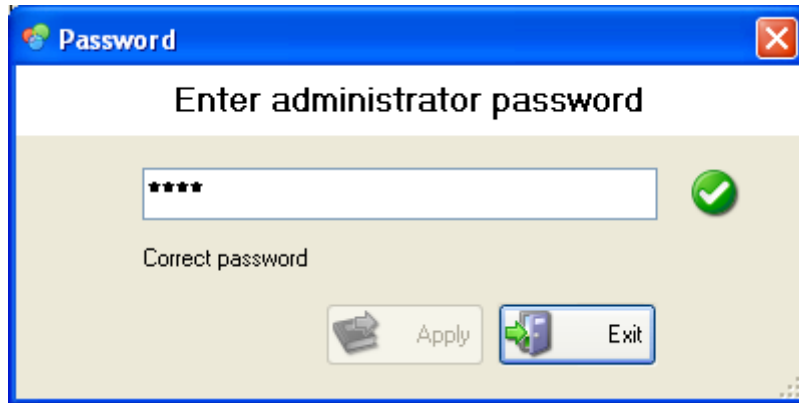 Password
Enter administrator password
****
Correct password
Apply
Exit